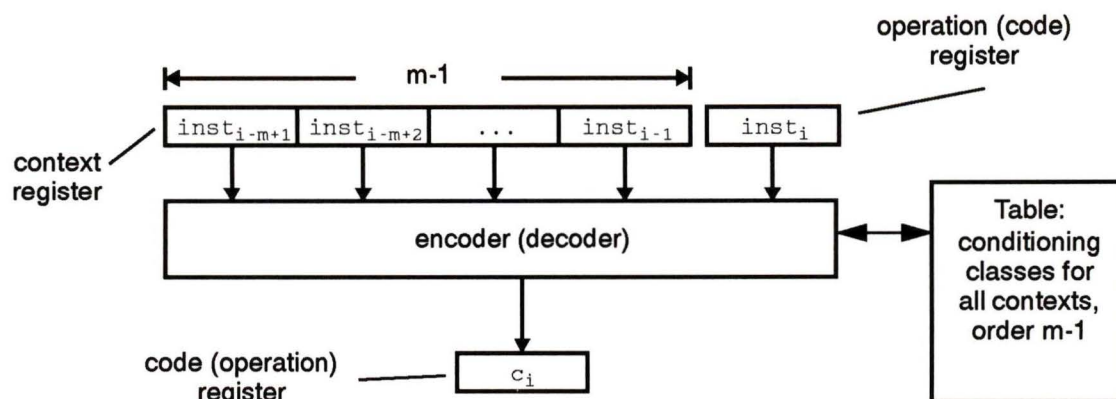 operation (code)
register
m-1
inst_{i-m+1} inst_{i-m+2} ... inst_{i-1} inst_i
context
register
encoder (decoder)
Table:
conditioning
classes for
all contexts,
order m-1
code (operation)
register
c_i